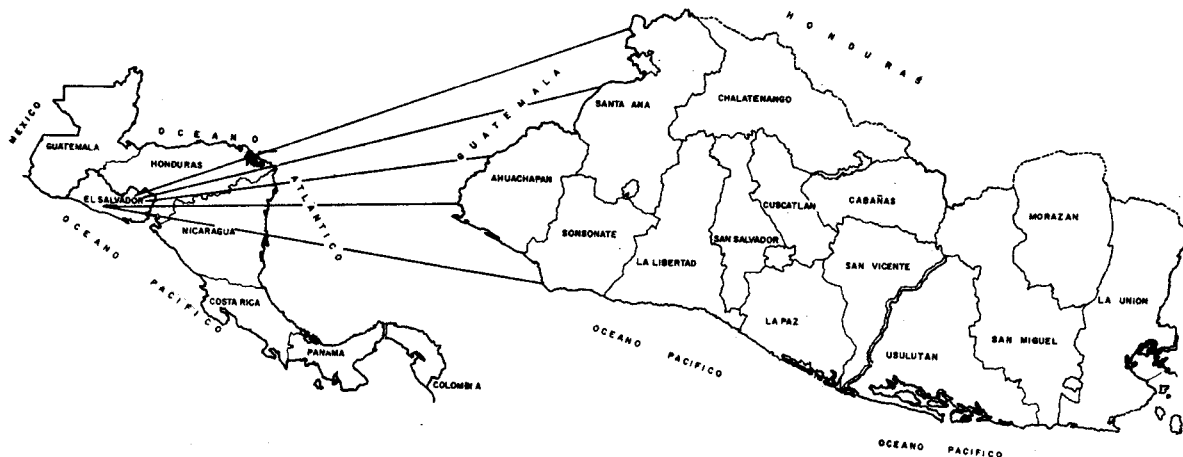 MEXICO
GUATEMALA
OCEANO
ATLANTICO
HONDURAS
EL SALVADOR
NICARAGUA
OCEANO PACIFICO
COSTA RICA
PANAMA
COLOMBIA
HONDURAS
GUATEMALA
SANTA ANA
CHALATENANGO
AHUACHAPAN
SONSONATE
LA LIBERTAD
SAN SALVADOR
CUSCATLAN
CABAÑAS
SAN VICENTE
LA PAZ
MORAZAN
LA UNION
SAN MIGUEL
USULUTAN
OCEANO PACIFICO
OCEANO PACIFICO